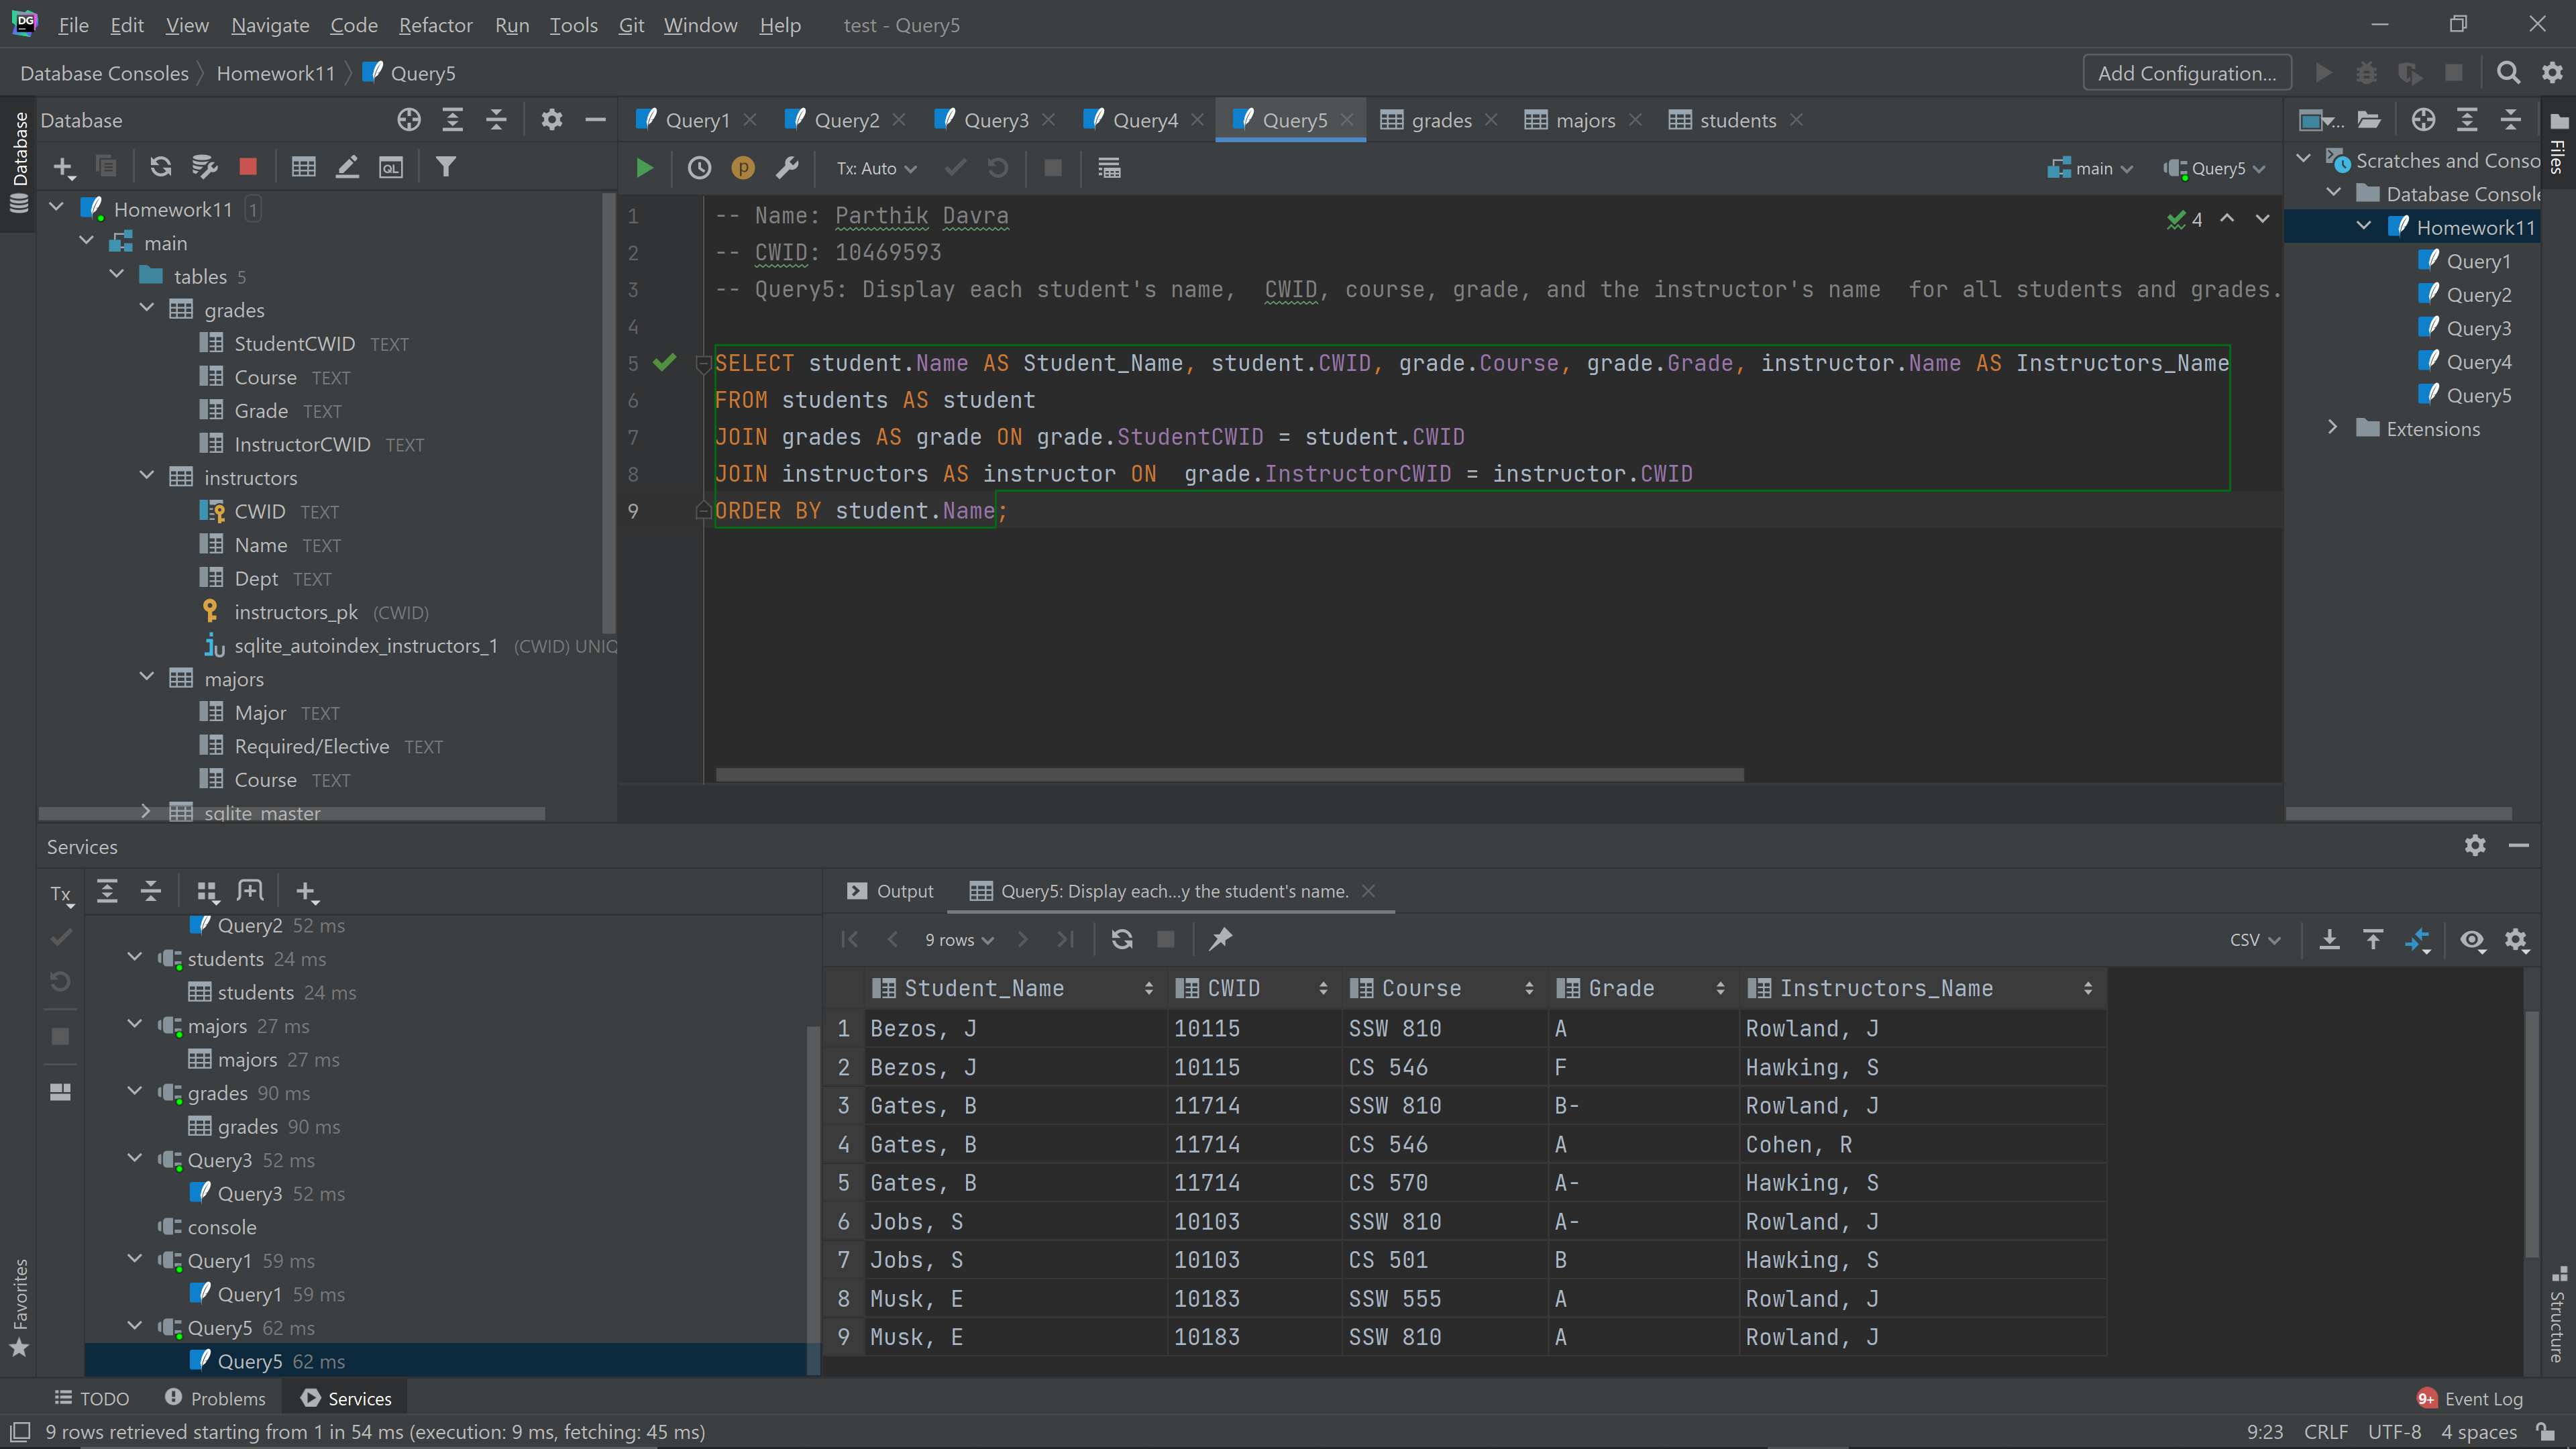 DG File Edit View Navigate Code Refactor Run Tools Git Window Help test - Query5
Database Consoles Homework11 Query5 Add Configuration...
Database
Database
Query1 Query2 Query3 Query4 Query5 grades majors students
Files
QL
Tx: Auto main Query5
Homework11 1
main
tables 5
grades
StudentCWID TEXT
Course TEXT
Grade TEXT
InstructorCWID TEXT
instructors
CWID TEXT
Name TEXT
Dept TEXT
instructors_pk (CWID)
sqlite_autoindex_instructors_1 (CWID) UNIQ
majors
Major TEXT
Required/Elective TEXT
Course TEXT
sqlite_master
1 -- Name: Parthik Davra
2 -- CWID: 10469593
3 -- Query5: Display each student's name,  CWID, course, grade, and the instructor's name  for all students and grades.
4
5 SELECT student.Name AS Student_Name, student.CWID, grade.Course, grade.Grade, instructor.Name AS Instructors_Name
6 FROM students AS student
7 JOIN grades AS grade ON grade.StudentCWID = student.CWID
8 JOIN instructors AS instructor ON  grade.InstructorCWID = instructor.CWID
9 ORDER BY student.Name;
4
Scratches and Conso
Database Console
Homework11
Query1
Query2
Query3
Query4
Query5
Extensions
Services
Tx
Query2 52 ms
students 24 ms
students 24 ms
majors 27 ms
majors 27 ms
grades 90 ms
grades 90 ms
Query3 52 ms
Query3 52 ms
console
Query1 59 ms
Query1 59 ms
Query5 62 ms
Query5 62 ms
Output Query5: Display each...y the student's name.
9 rows CSV
Student_Name CWID Course Grade Instructors_Name
1 Bezos, J 10115 SSW 810 A Rowland, J
2 Bezos, J 10115 CS 546 F Hawking, S
3 Gates, B 11714 SSW 810 B- Rowland, J
4 Gates, B 11714 CS 546 A Cohen, R
5 Gates, B 11714 CS 570 A- Hawking, S
6 Jobs, S 10103 SSW 810 A- Rowland, J
7 Jobs, S 10103 CS 501 B Hawking, S
8 Musk, E 10183 SSW 555 A Rowland, J
9 Musk, E 10183 SSW 810 A Rowland, J
Favorites
Structure
TODO Problems Services 9+ Event Log
9 rows retrieved starting from 1 in 54 ms (execution: 9 ms, fetching: 45 ms) 9:23 CRLF UTF-8 4 spaces